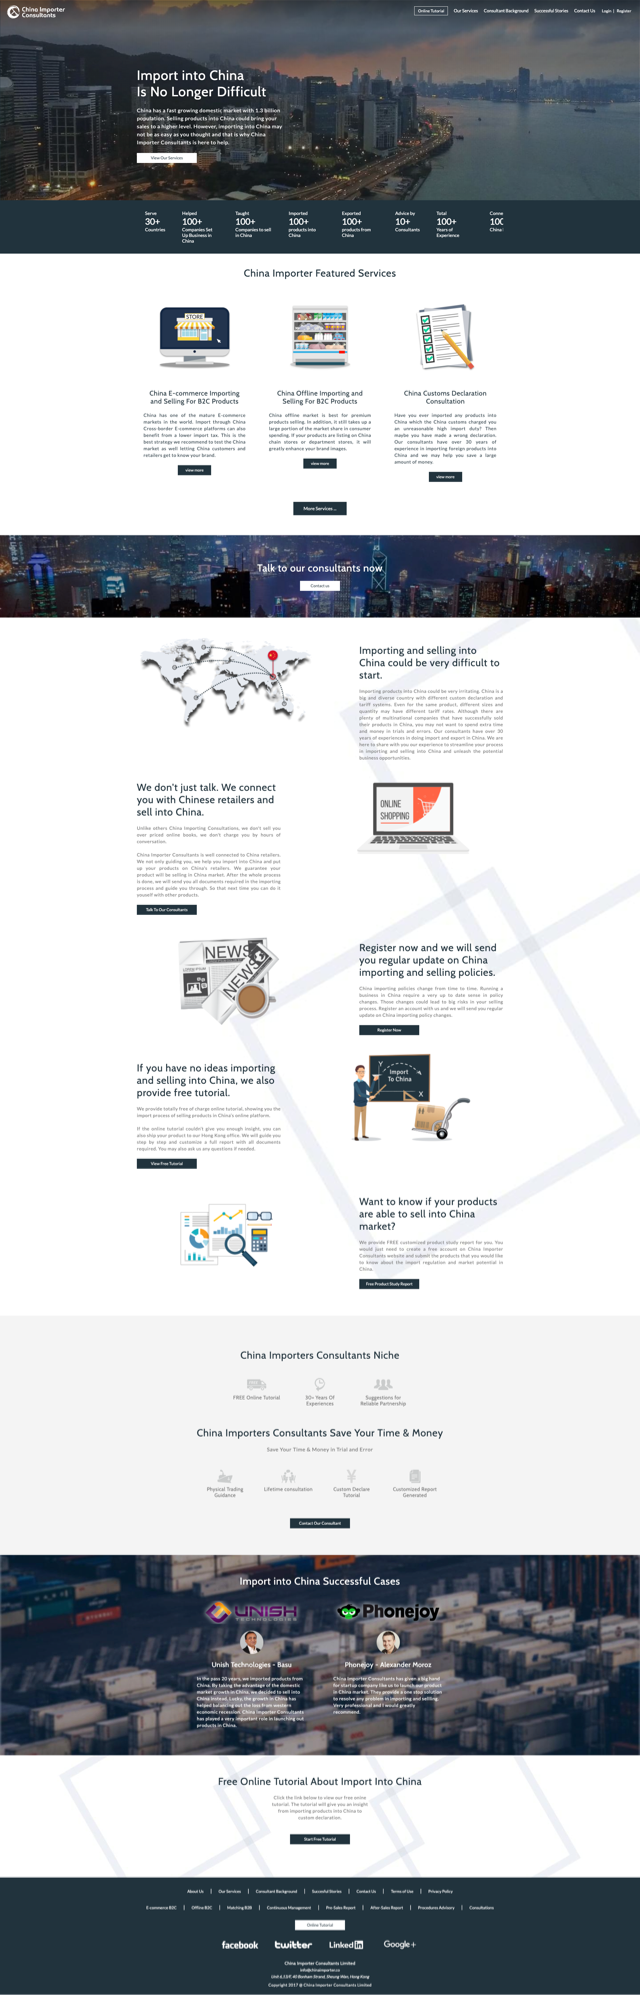 China Importer
Consultants
Online Tutorial
Our Services
Consultant Background
Successful Stories
Contact Us
Login | Register
Import into China
Is No Longer Difficult
China has a fast growing domestic market with 1.3 billion
population. Selling products into China could bring your
sales to a higher level. However, importing into China may
not be as easy as you thought and that is why China
Importer Consultants is here to help.
View Our Services
Serve
30+
Countries
Helped
100+
Companies Set
Up Business in
China
Taught
100+
Companies to sell
in China
Imported
100+
products into
China
Exported
100+
products from
China
Advice by
10+
Consultants
Total
100+
Years of
Experience
Conne
10(
China
China Importer Featured Services
STORE
China E-commerce Importing
and Selling For B2C Products
China has one of the mature E-commerce
markets in the world. Import through China
Cross-border E-commerce platforms can also
benefit from a lower import tax. This is the
best strategy we recommend to test the China
market as well letting China customers and
retailers get to know your brand.
view more
China Offline Importing and
Selling For B2C Products
China offline market is best for premium
products selling. In addition, it still takes up a
large portion of the market share in consumer
spending. If your products are listing on China
chain stores or department stores, it will
greatly enhance your brand images.
view more
China Customs Declaration
Consultation
Have you ever imported any products into
China which the China customs charged you
an unreasonable high import duty? Then
maybe you have made a wrong declaration.
Our consultants have over 30 years of
experience in importing foreign products into
China and we may help you save a large
amount of money.
view more
More Services ...
Talk to our consultants now
Contact us
Importing and selling into
China could be very difficult to
start.
Importing products into China could be very irritating. China is a
big and diverse country with different custom declaration and
tariff systems. Even for the same product, different sizes and
quantity may have different tariff rates. Although there are
plenty of multinational companies that have successfully sold
their products in China, you may not want to spend extra time
and money in trials and errors. Our consultants have over 30
years of experiences in doing import and export in China. We are
here to share with you our experience to streamline your process
in importing and selling into China and unleash the potential
business opportunities.
We don't just talk. We connect
you with Chinese retailers and
sell into China.
Unlike others China Importing Consultations, we don't sell you
over priced online books, we don't charge you by hours of
conversation.
China Importer Consultants is well connected to China retailers.
We not only guiding you, we help you import into China and put
up your products on China's retailers. We guarantee your
product will be selling in China market. After the whole process
is done, we will send you all documents required in the importing
process and guide you through. So that next time you can do it
youself with other products.
Talk To Our Consultants
ONLINE
SHOPPING
NEWS
NEWS
Register now and we will send
you regular update on China
importing and selling policies.
China importing policies change from time to time. Running a
business in China require a very up to date sense in policy
changes. These changes could lead to big risks in your selling
process. Register an account with us and we will send you regular
update on China importing policy changes.
Register Now
If you have no ideas importing
and selling into China, we also
provide free tutorial.
We provide totally free of charge online tutorial, showing you the
import process of selling products in China's online platform.
If the online tutorial couldn't give you enough insight, you can
also ship your product to our Hong Kong office. We will guide you
step by step and customise a full report with all documents
required. You may also ask us any questions if needed.
View Free Tutorial
Y
Import
To China
X
Want to know if your products
are able to sell into China
market?
We provide FREE customized product study report for you. You
would just need to create a free account on China Importer
Consultants website and submit the products that you would like
to know about the import regulation and market potential in
China.
Free Product Study Report
China Importers Consultants Niche
FREE Online Tutorial
30+ Years Of
Experiences
Suggestions for
Reliable Partnership
China Importers Consultants Save Your Time & Money
Save Your Time & Money in Trial and Error
Physical Trading
Guidance
Lifetime consultation
Custom Declare
Tutorial
Customized Report
Generated
Contact Our Consultant
Import into China Successful Cases
UNISH
TECHNOLOGIES
Phonejoy
Unish Technologies - Basu
In the pass 20 years, we imported products from
China. By taking the advantage of the domestic
market growth in China, we decided to sell into
China instead. Lucky, the growth in China has
helped balancing out the loss from western
economic recession. China Importer Consultants
has played a very important role in launching our
products in China.
Phonejoy - Alexander Moroz
China Importer Consultants has given a big hand
for startup company like us to launch our product
in China market. They provide a one stop solution
to resolve any problem in importing and selling.
Very professional and I would greatly
recommend.
Free Online Tutorial About Import Into China
Click the link below to view our free online
tutorial. The tutorial will give you an insight
from importing products into China to
custom declaration.
Start Free Tutorial
About Us | Our Services | Consultant Background | Succesful Stories | Contact Us | Terms of Use | Privacy Policy
E-commerce B2C | Offline B2C | Matching B2B | Continuous Management | Pre-Sales Report | After-Sales Report | Procedures Advisory | Consultations
Online Tutorial
facebook
twitter
Linked in
Google+
China Importer Consultants Limited
info@chinaimporter.co
Unit 6,13/F, 40 Bonham Strand, Sheung Wan, Hong Kong
Copyright 2017 @ China Importer Consultants Limited